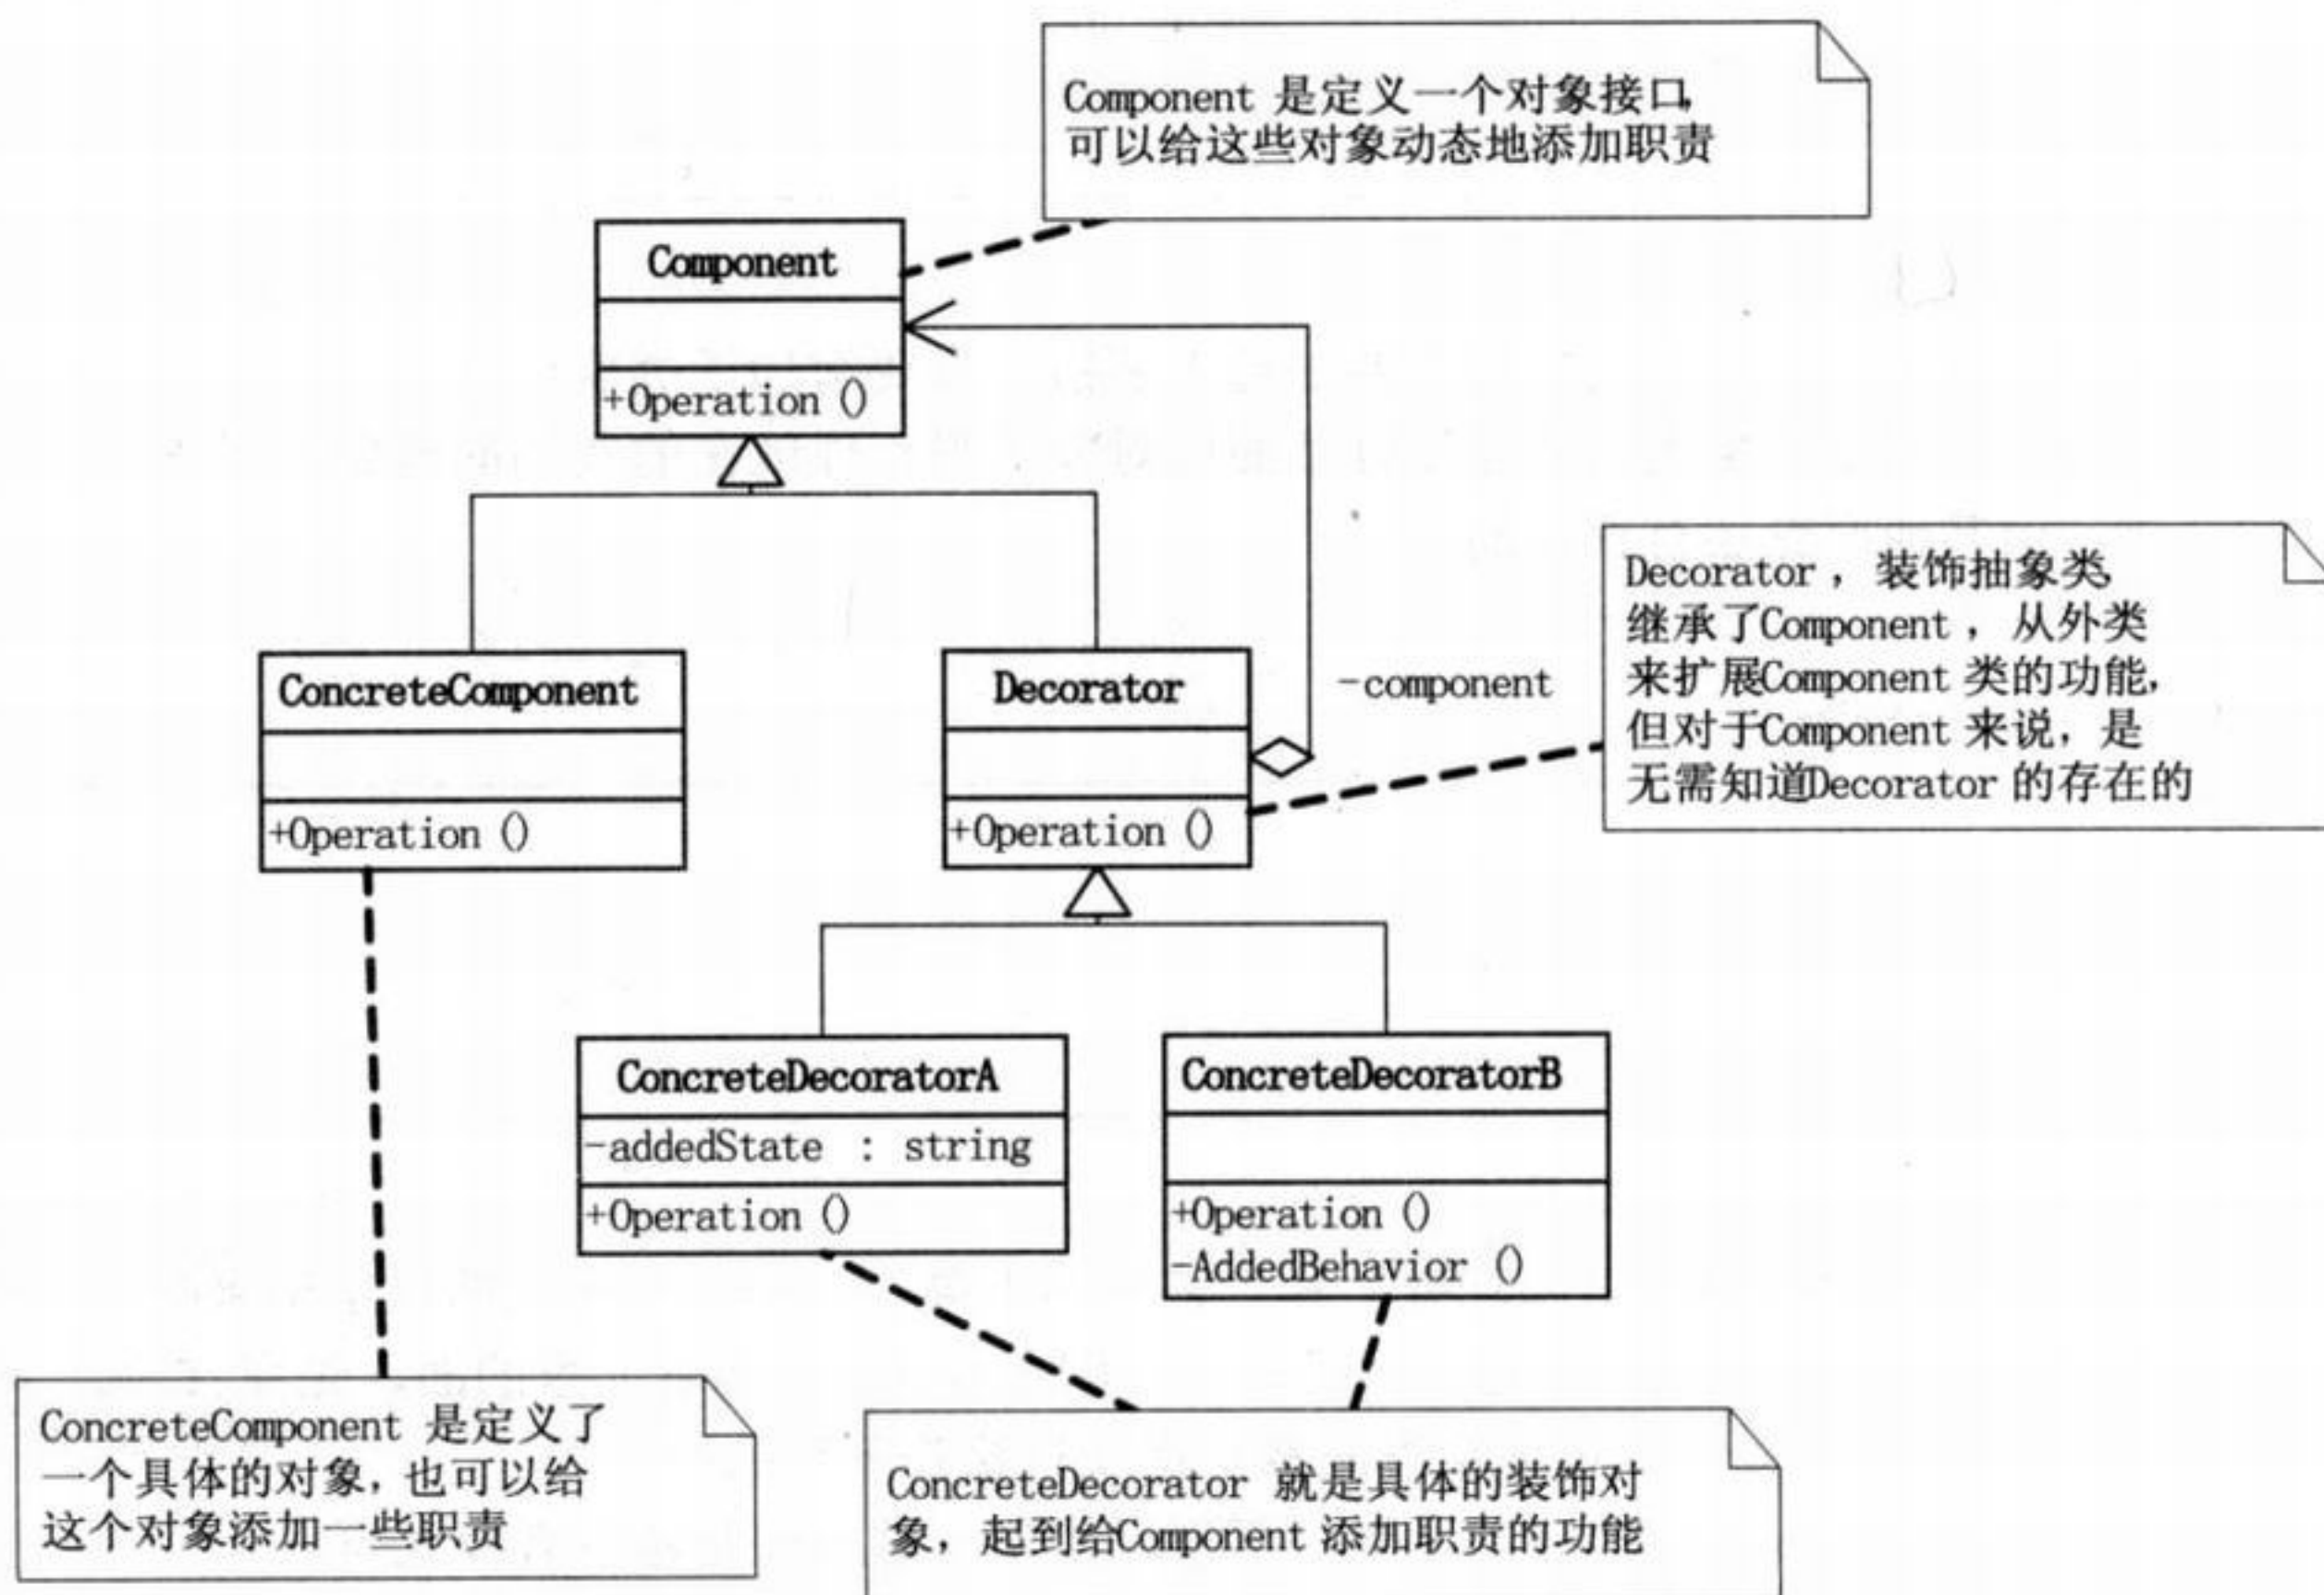 Component 是定义一个对象接口，
可以给这些对象动态地添加职责
Component
+Operation ()
Decorator，装饰抽象类，
继承了Component，从外类
来扩展Component 类的功能，
但对于Component 来说，是
无需知道Decorator 的存在的
ConcreteComponent
+Operation ()
Decorator
+Operation ()
-component
ConcreteDecoratorA
-addedState : string
+Operation ()
ConcreteDecoratorB
+Operation ()
-AddedBehavior ()
ConcreteComponent 是定义了
一个具体的对象，也可以给
这个对象添加一些职责
ConcreteDecorator 就是具体的装饰对
象，起到给Component 添加职责的功能